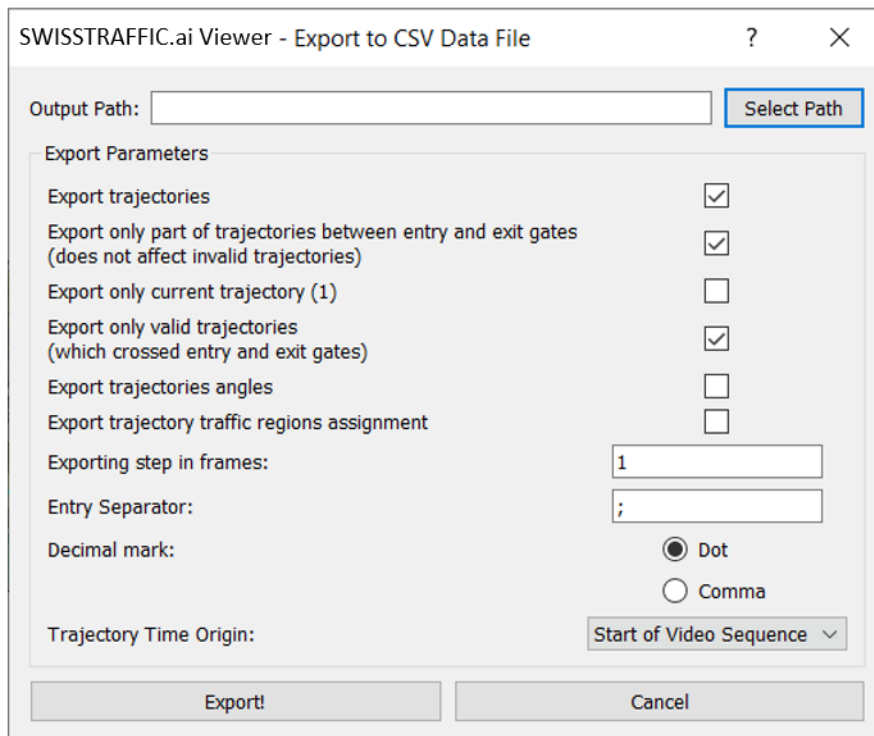 SWISSTRAFFIC.ai Viewer - Export to CSV Data File ?
Output Path: Select Path
Export Parameters
Export trajectories
Export only part of trajectories between entry and exit gates
(does not affect invalid trajectories)
Export only current trajectory (1)
Export only valid trajectories
(which crossed entry and exit gates)
Export trajectories angles
Export trajectory traffic regions assignment
Exporting step in frames: 1
Entry Separator: ;
Decimal mark: Dot
Comma
Trajectory Time Origin: Start of Video Sequence
Export! Cancel